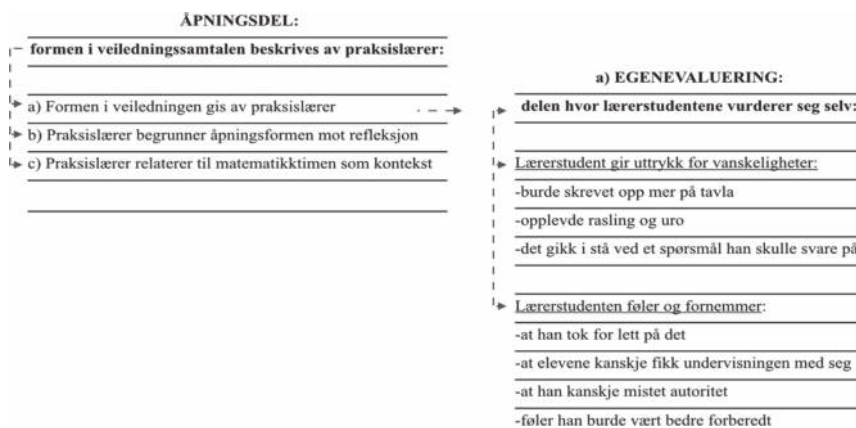 ÅPNINGSDEL:
formen i veiledningssamtalen beskrives av praksislærer:
a) Formen i veiledningen gis av praksislærer
b) Praksislærer begrunner åpningsformen mot refleksjon
c) Praksislærer relaterer til matematikktimen som kontekst
a) EGENEVALUERING:
delen hvor lærerstudentene vurderer seg selv:
Lærerstudent gir uttrykk for vanskeligheter:
-burde skrevet opp mer på tavla
-opplevde rasling og uro
-det gikk i stå ved et spørsmål han skulle svare på
Lærerstudenten føler og fornemmer:
-at han tok for lett på det
-at elevene kanskje fikk undervisningen med seg
-at han kanskje mistet autoritet
-føler han burde vært bedre forberedt